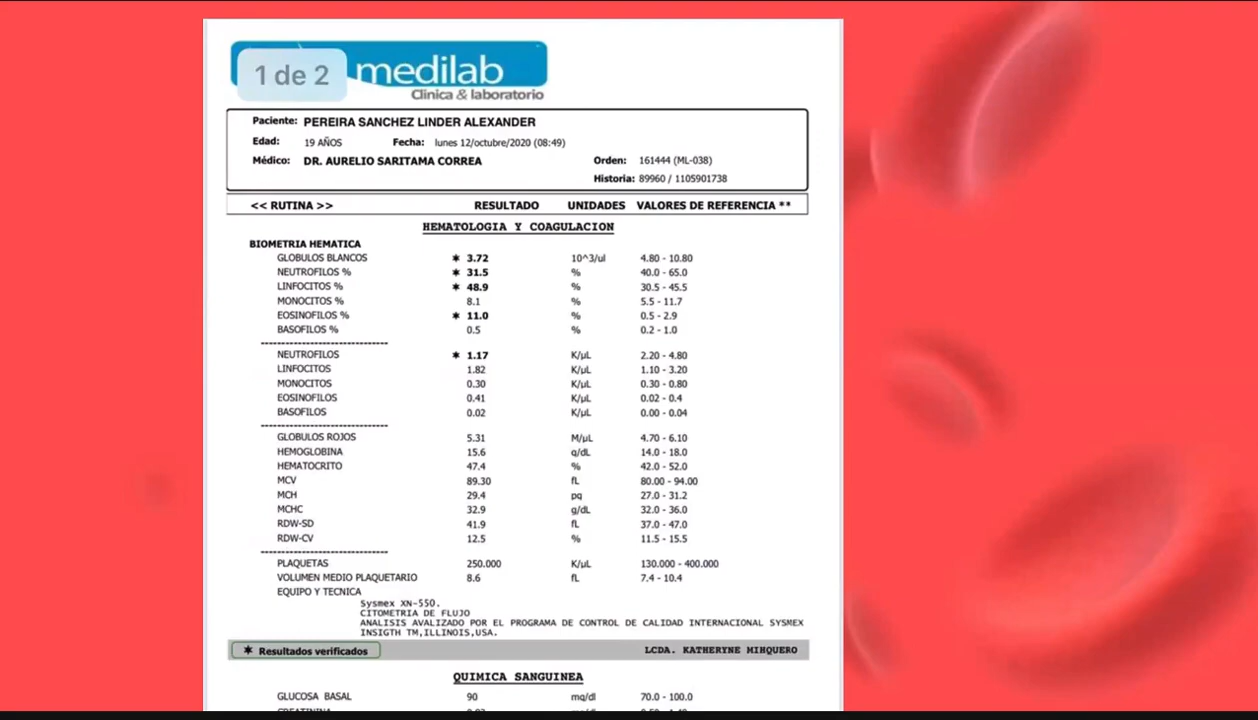 1 de 2
medilab
Clínica & laboratorio
Paciente: PEREIRA SANCHEZ LINDER ALEXANDER
Edad: 19 AÑOS Fecha: lunes 12/octubre/2020 (08:49)
Médico: DR. AURELIO SARITAMA CORREA Orden: 161444 (ML-038)
Historia: 89960 / 1105901738
<< RUTINA >> RESULTADO UNIDADES VALORES DE REFERENCIA **
HEMATOLOGIA Y COAGULACION
BIOMETRIA HEMATICA
GLOBULOS BLANCOS * 3.72 10^3/ul 4.80 - 10.80
NEUTROFILOS % * 31.5 % 40.0 - 65.0
LINFOCITOS % * 48.9 % 30.5 - 45.5
MONOCITOS % 8.1 % 5.5 - 11.7
EOSINOFILOS % * 11.0 % 0.5 - 2.9
BASOFILOS % 0.5 % 0.2 - 1.0
NEUTROFILOS * 1.17 K/µL 2.20 - 4.80
LINFOCITOS 1.82 K/µL 1.10 - 3.20
MONOCITOS 0.30 K/µL 0.30 - 0.80
EOSINOFILOS 0.41 K/µL 0.02 - 0.4
BASOFILOS 0.02 K/µL 0.00 - 0.04
GLOBULOS ROJOS 5.31 M/µL 4.70 - 6.10
HEMOGLOBINA 15.6 g/dL 14.0 - 18.0
HEMATOCRITO 47.4 % 42.0 - 52.0
MCV 89.30 fL 80.00 - 94.00
MCH 29.4 pg 27.0 - 31.2
MCHC 32.9 g/dL 32.0 - 36.0
RDW-SD 41.9 fL 37.0 - 47.0
RDW-CV 12.5 % 11.5 - 15.5
PLAQUETAS 250.000 K/µL 130.000 - 400.000
VOLUMEN MEDIO PLAQUETARIO 8.6 fL 7.4 - 10.4
EQUIPO Y TECNICA
Sysmex XN-550.
CITOMETRIA DE FLUJO
ANALISIS AVALIZADO POR EL PROGRAMA DE CONTROL DE CALIDAD INTERNACIONAL SYSMEX
INSIGTH TM,ILLINOIS,USA.
* Resultados verificados LCDA. KATHERYNE MINQUERO
QUIMICA SANGUINEA
GLUCOSA BASAL 90 mg/dl 70.0 - 100.0